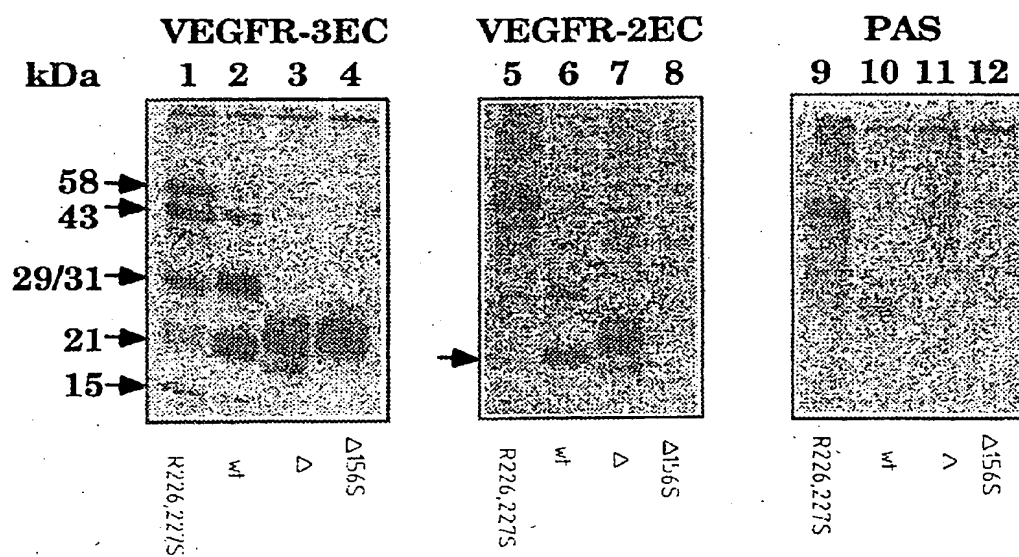 VEGFR-3EC VEGFR-2EC PAS
kDa 1 2 3 4 5 6 7 8 9 10 11 12
58
43
29/31
21
15
R226,227S wt Δ Δ156S R226,227S wt Δ Δ156S R226,227S wt Δ Δ156S